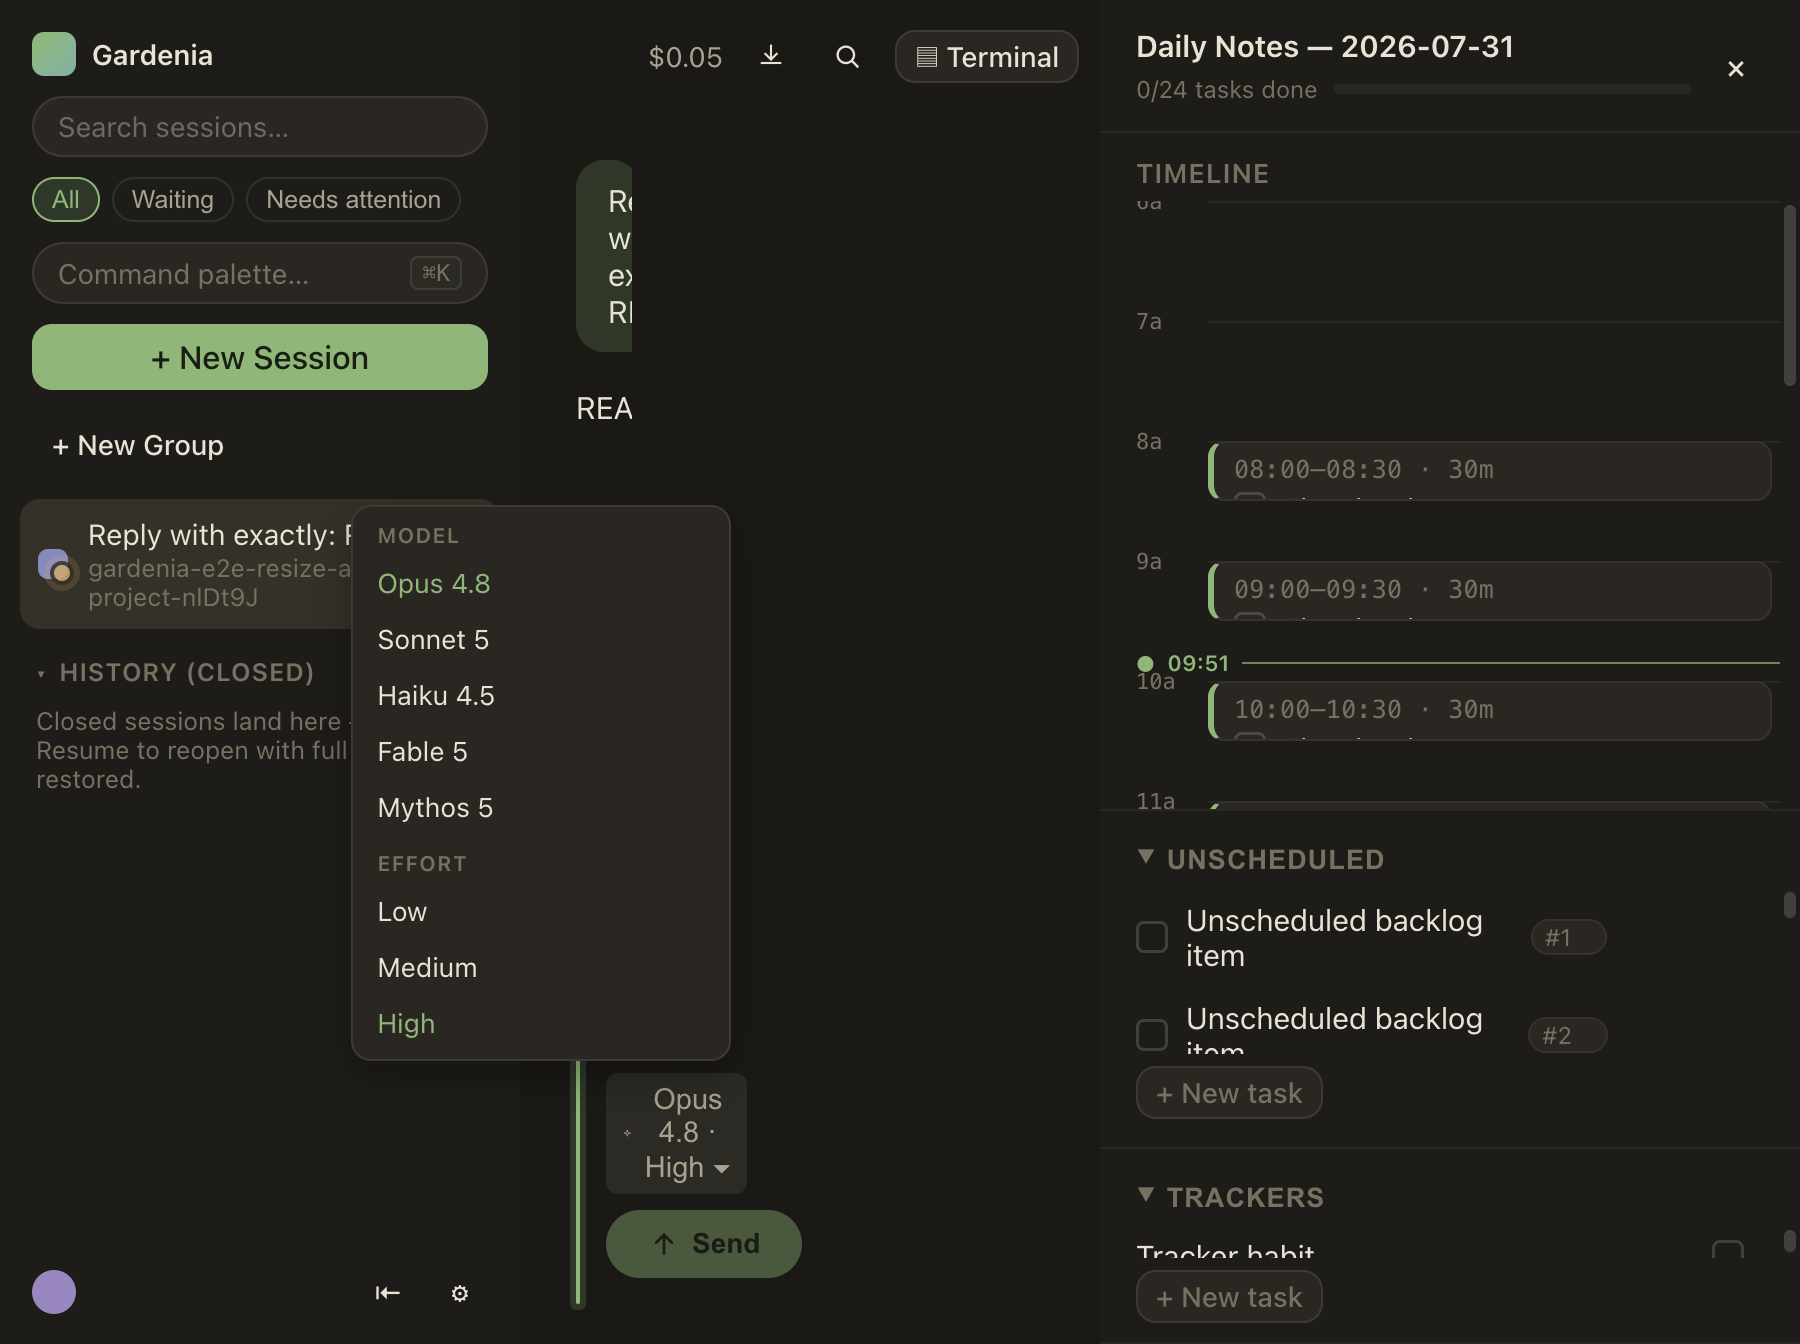 Gardenia
Search sessions...
All
Waiting
Needs attention
Command palette...
⌘K
+ New Session
+ New Group
Reply with exactly:
gardenia-e2e-resize-a
project-nIDt9J
HISTORY (CLOSED)
Closed sessions land here
Resume to reopen with full
restored.
$0.05
Terminal
REA
MODEL
Opus 4.8
Sonnet 5
Haiku 4.5
Fable 5
Mythos 5
EFFORT
Low
Medium
High
Opus
4.8 ·
High
Send
Daily Notes — 2026-07-31
0/24 tasks done
TIMELINE
6a
7a
8a
08:00–08:30 · 30m
9a
09:00–09:30 · 30m
09:51
10a
10:00–10:30 · 30m
11a
UNSCHEDULED
Unscheduled backlog
item
#1
Unscheduled backlog
item
#2
+ New task
TRACKERS
Tracker habit
+ New task